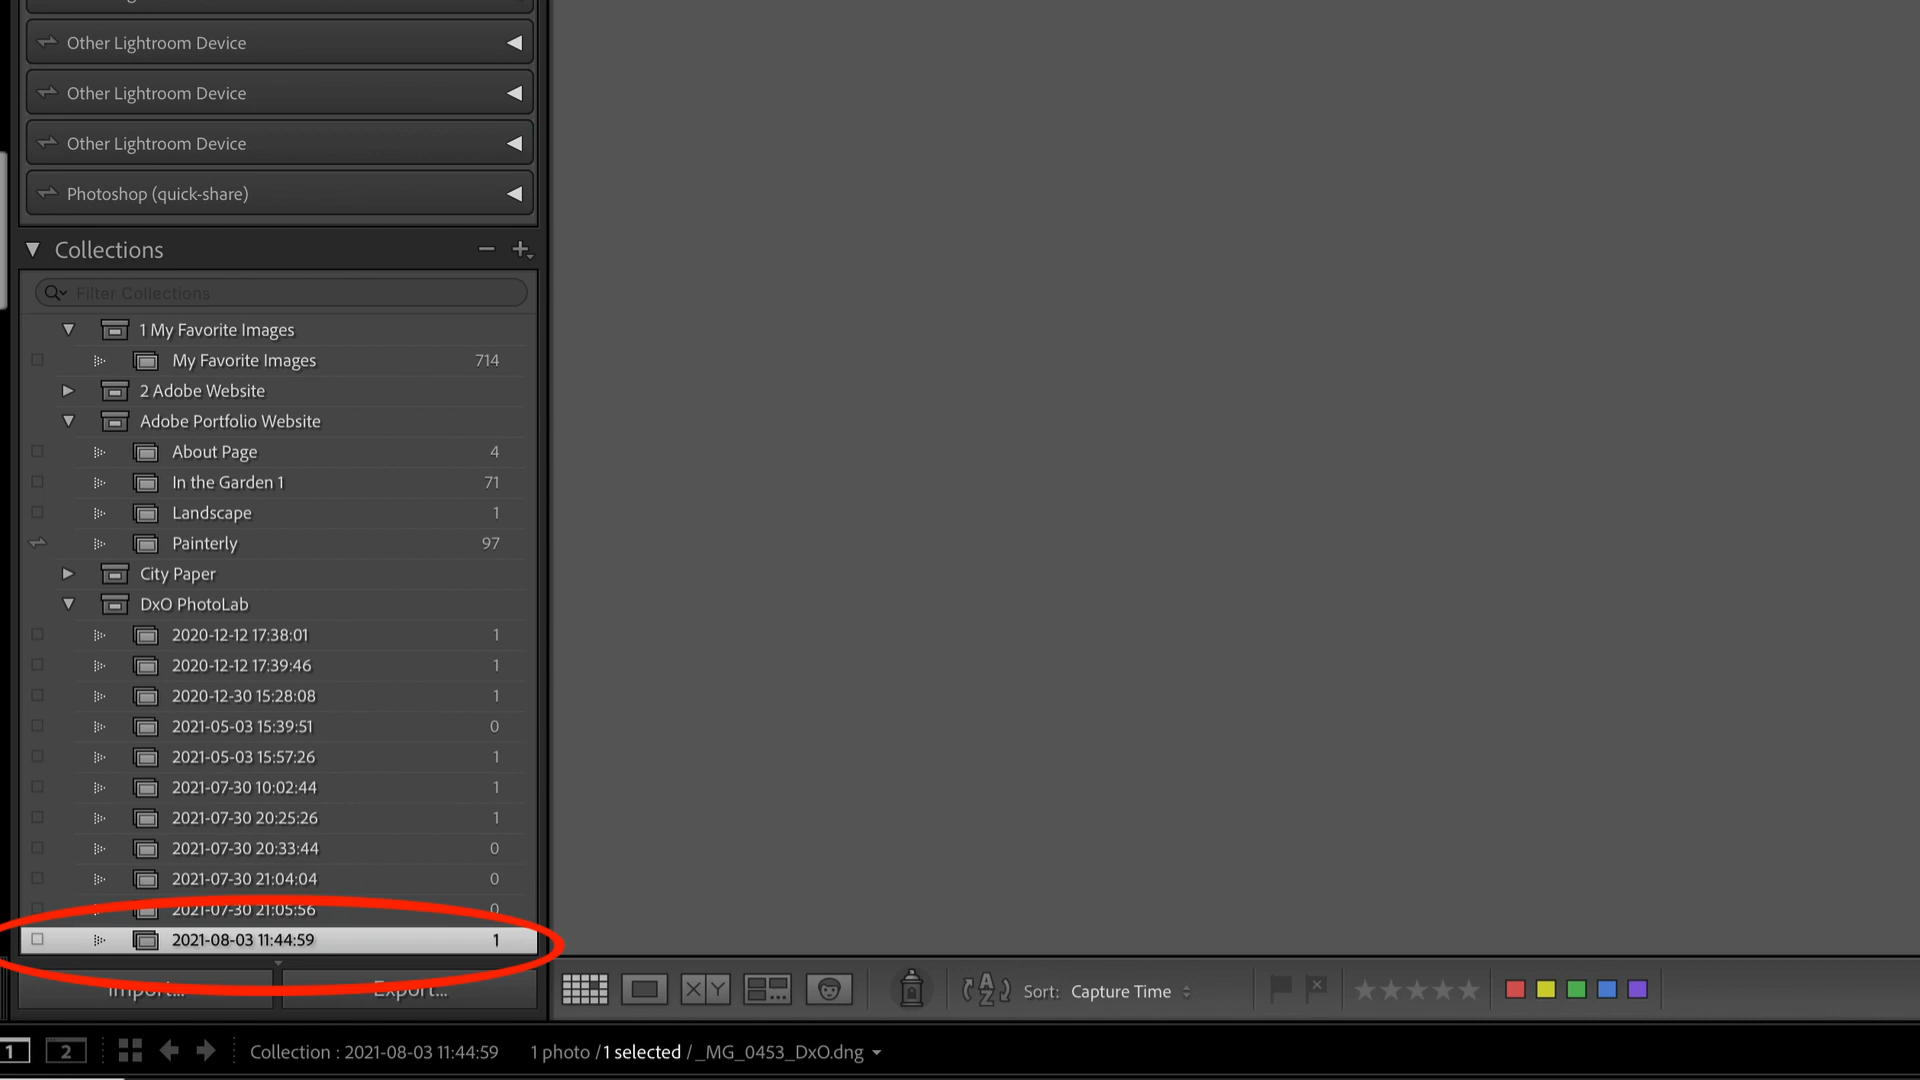 Other Lightroom Device
Other Lightroom Device
Other Lightroom Device
Photoshop (quick-share)
Collections
Filter Collections
1 My Favorite Images
My Favorite Images 714
2 Adobe Website
Adobe Portfolio Website
About Page 4
In the Garden 1 71
Landscape 1
Painterly 97
City Paper
DxO PhotoLab
2020-12-12 17:38:01 1
2020-12-12 17:39:46 1
2020-12-30 15:28:08 1
2021-05-03 15:39:51 0
2021-05-03 15:57:26 1
2021-07-30 10:02:44 1
2021-07-30 20:25:26 1
2021-07-30 20:33:44 0
2021-07-30 21:04:04 0
2021-07-30 21:05:56 0
2021-08-03 11:44:59 1
Import... Export... X Y A Z Sort: Capture Time
1 2 Collection : 2021-08-03 11:44:59 1 photo / 1 selected / _MG_0453_DxO.dng